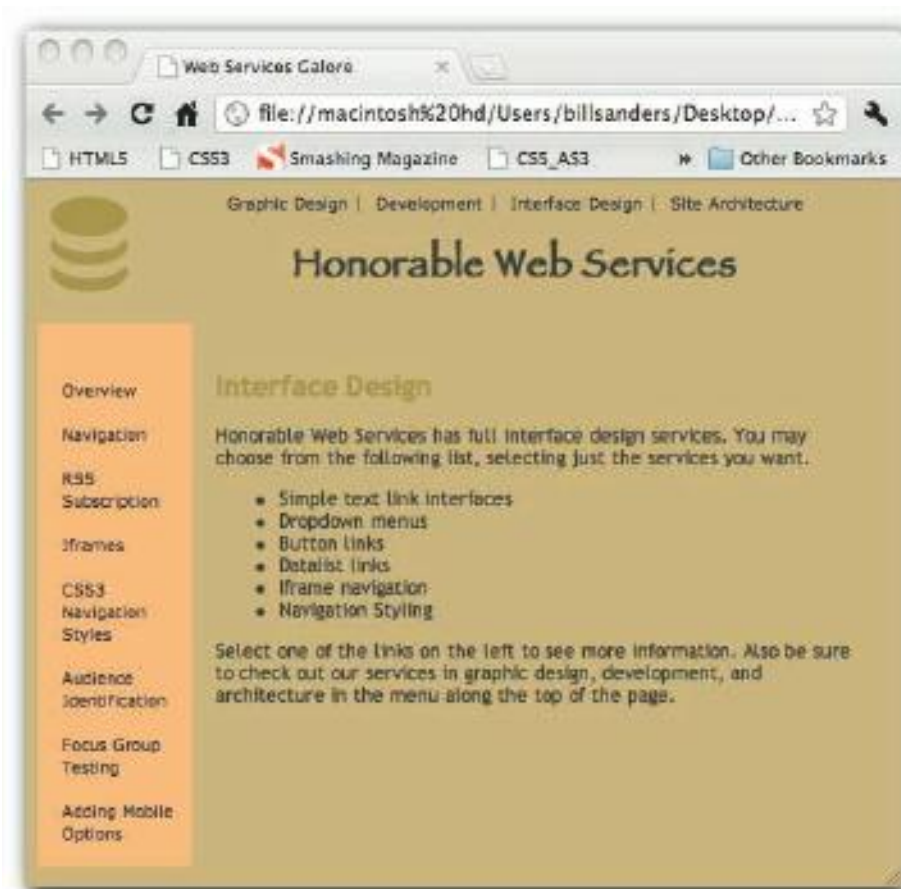 Web Services Galore
file://macintosh%20hd/Users/billsanders/Desktop/...
HTML5 CSS3 Smashing Magazine CS5_AS3 » Other Bookmarks
Graphic Design | Development | Interface Design | Site Architecture
Honorable Web Services
Overview
Navigation
RSS
Subscription
Iframes
CSS3
Navigation
Styles
Audience
Identification
Focus Group
Testing
Adding Mobile
Options
Interface Design
Honorable Web Services has full interface design services. You may
choose from the following list, selecting just the services you want.
• Simple text link interfaces
• Dropdown menus
• Button links
• Datalist links
• Iframe navigation
• Navigation Styling
Select one of the links on the left to see more information. Also be sure
to check out our services in graphic design, development, and
architecture in the menu along the top of the page.